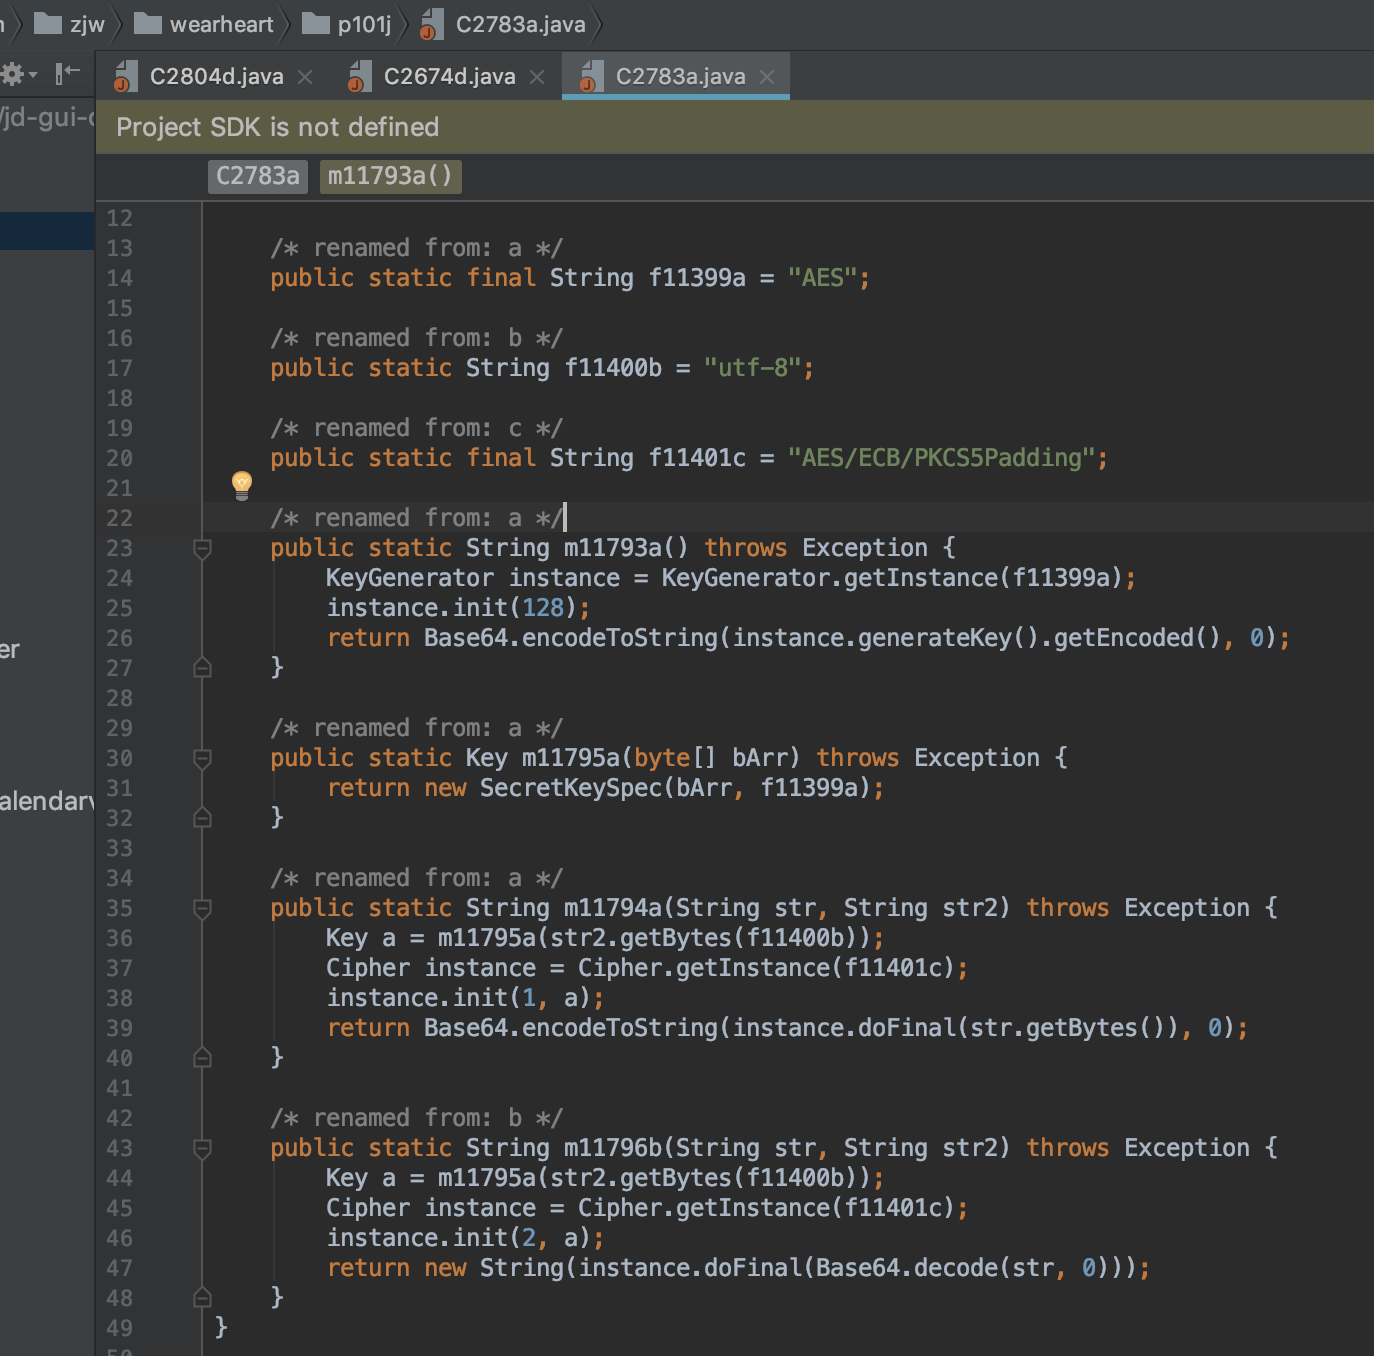 zjw wearheart p101j C2783a.java
C2804d.java C2674d.java C2783a.java
/jd-gui-
Project SDK is not defined
C2783a m11793a()
12
13 /* renamed from: a */
14 public static final String f11399a = "AES";
15
16 /* renamed from: b */
17 public static String f11400b = "utf-8";
18
19 /* renamed from: c */
20 public static final String f11401c = "AES/ECB/PKCS5Padding";
21
22 /* renamed from: a */
23 public static String m11793a() throws Exception {
24 KeyGenerator instance = KeyGenerator.getInstance(f11399a);
25 instance.init(128);
26 return Base64.encodeToString(instance.generateKey().getEncoded(), 0);
er
27 }
28
29 /* renamed from: a */
30 public static Key m11795a(byte[] bArr) throws Exception {
31 return new SecretKeySpec(bArr, f11399a);
alendarv
32 }
33
34 /* renamed from: a */
35 public static String m11794a(String str, String str2) throws Exception {
36 Key a = m11795a(str2.getBytes(f11400b));
37 Cipher instance = Cipher.getInstance(f11401c);
38 instance.init(1, a);
39 return Base64.encodeToString(instance.doFinal(str.getBytes()), 0);
40 }
41
42 /* renamed from: b */
43 public static String m11796b(String str, String str2) throws Exception {
44 Key a = m11795a(str2.getBytes(f11400b));
45 Cipher instance = Cipher.getInstance(f11401c);
46 instance.init(2, a);
47 return new String(instance.doFinal(Base64.decode(str, 0)));
48 }
49 }